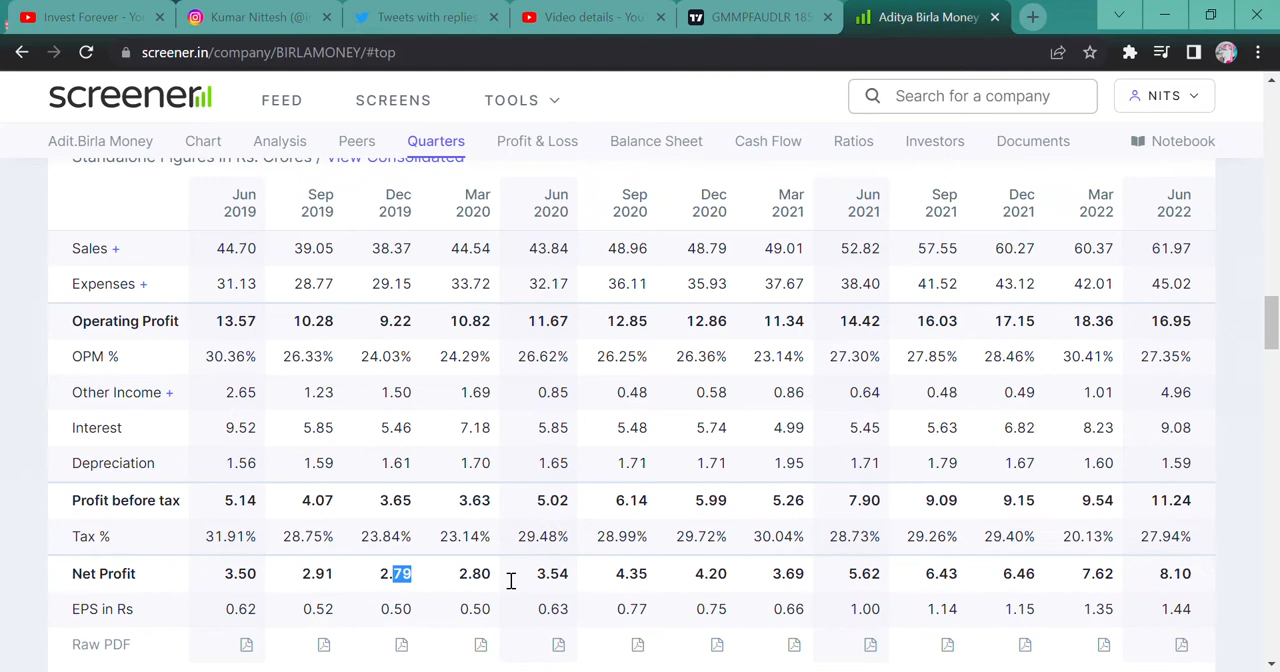 Invest Forever - Yo
Kumar Nittesh (@i
Tweets with replies
Video details - You
GMMPFAUDLR 185
Aditya Birla Money
screener.in/company/BIRLAMONEY/#top
screener
FEED
SCREENS
TOOLS
Search for a company
NITS
Adit.Birla Money
Chart
Analysis
Peers
Quarters
Profit & Loss
Balance Sheet
Cash Flow
Ratios
Investors
Documents
Notebook
Standalone Figures in Rs. Crores / View Consolidated
Jun 2019 Sep 2019 Dec 2019 Mar 2020 Jun 2020 Sep 2020 Dec 2020 Mar 2021 Jun 2021 Sep 2021 Dec 2021 Mar 2022 Jun 2022
Sales + 44.70 39.05 38.37 44.54 43.84 48.96 48.79 49.01 52.82 57.55 60.27 60.37 61.97
Expenses + 31.13 28.77 29.15 33.72 32.17 36.11 35.93 37.67 38.40 41.52 43.12 42.01 45.02
Operating Profit 13.57 10.28 9.22 10.82 11.67 12.85 12.86 11.34 14.42 16.03 17.15 18.36 16.95
OPM % 30.36% 26.33% 24.03% 24.29% 26.62% 26.25% 26.36% 23.14% 27.30% 27.85% 28.46% 30.41% 27.35%
Other Income + 2.65 1.23 1.50 1.69 0.85 0.48 0.58 0.86 0.64 0.48 0.49 1.01 4.96
Interest 9.52 5.85 5.46 7.18 5.85 5.48 5.74 4.99 5.45 5.63 6.82 8.23 9.08
Depreciation 1.56 1.59 1.61 1.70 1.65 1.71 1.71 1.95 1.71 1.79 1.67 1.60 1.59
Profit before tax 5.14 4.07 3.65 3.63 5.02 6.14 5.99 5.26 7.90 9.09 9.15 9.54 11.24
Tax % 31.91% 28.75% 23.84% 23.14% 29.48% 28.99% 29.72% 30.04% 28.73% 29.26% 29.40% 20.13% 27.94%
Net Profit 3.50 2.91 2.79 2.80 3.54 4.35 4.20 3.69 5.62 6.43 6.46 7.62 8.10
EPS in Rs 0.62 0.52 0.50 0.50 0.63 0.77 0.75 0.66 1.00 1.14 1.15 1.35 1.44
Raw PDF